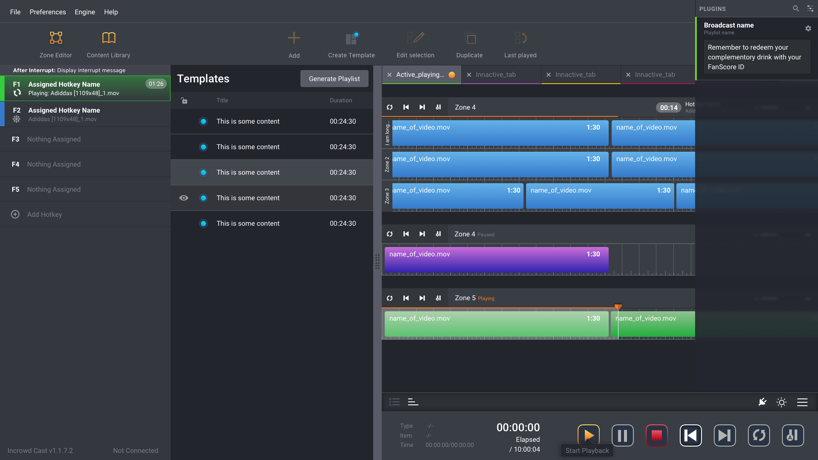 File Preferences Engine Help
PLUGINS
Broadcast name
Playlist name
Remember to redeem your
complementory drink with your
FanScore ID
Zone Editor
Content Library
Add
Create Template
Edit selection
Duplicate
Last played
After Interrupt: Display interrupt message
F1 Assigned Hotkey Name 01:26
Playing: Adiddas [1109x48]_1.mov
F2 Assigned Hotkey Name
Adiddas [1109x48]_1.mov
F3 Nothing Assigned
F4 Nothing Assigned
F5 Nothing Assigned
Add Hotkey
Incrowd Cast v1.1.7.2
Not Connected
Templates
Generate Playlist
Title Duration
This is some content 00:24:30
This is some content 00:24:30
This is some content 00:24:30
This is some content 00:24:30
This is some content 00:24:30
Active_playing...
Innactive_tab
Innactive_tab
Innactive_tab
Zone 4
00:14
Hot
I am long...
name_of_video.mov 1:30
name_of_video.mov
Zone 2
name_of_video.mov 1:30
name_of_video.mov
Zone 3
name_of_video.mov 1:30
name_of_video.mov 1:30
nam
Zone 4 Paused
name_of_video.mov 1:30
Zone 5 Playing
name_of_video.mov 1:30
name_of_video.mov
Type
Item
Time 00:00:00/00:00:00
00:00:00
Elapsed
/ 10:00:04
Start Playback